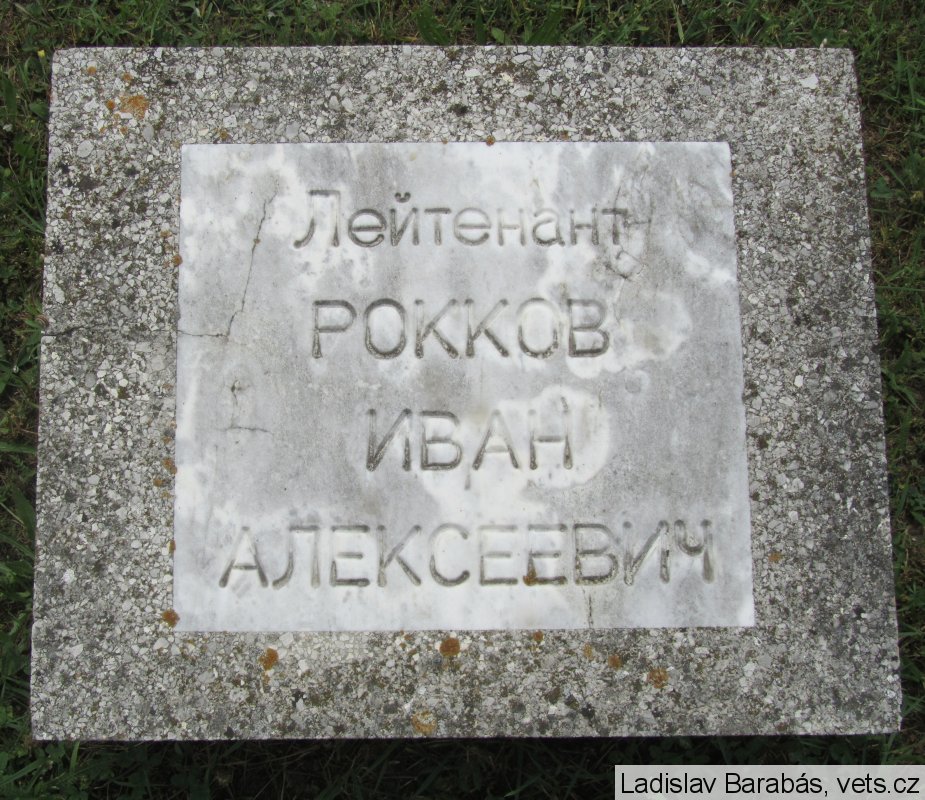 Лейтенант
РОККОВ
ИВАН
АЛЕКСЕЕВИЧ
Ladislav Barabás, vets.cz